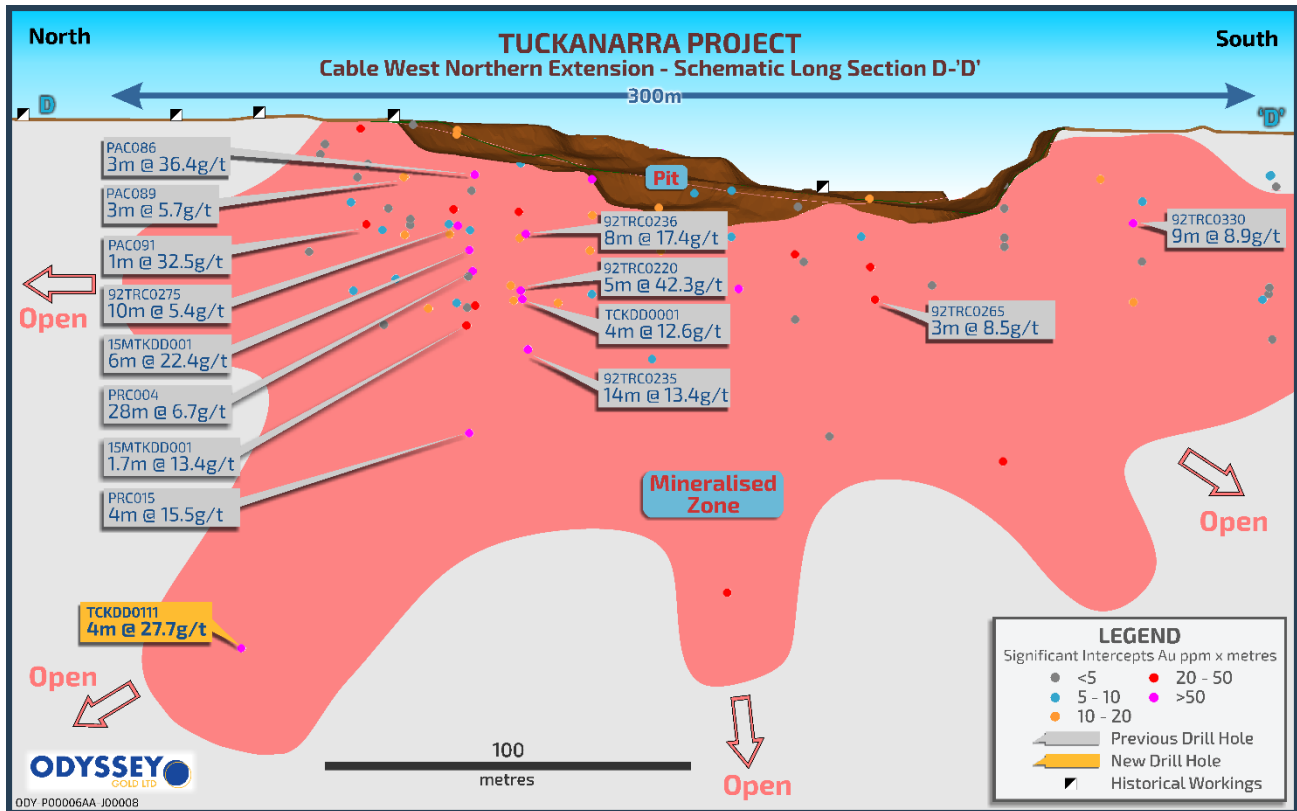 North
South
TUCKANARRA PROJECT
Cable West Northern Extension - Schematic Long Section D-'D'
300m
D
'D'
PAC086
3m @ 36.4g/t
PAC089
3m @ 5.7g/t
PAC091
1m @ 32.5g/t
92TRC0275
10m @ 5.4g/t
15MTKDD001
6m @ 22.4g/t
PRC004
28m @ 6.7g/t
15MTKDD001
1.7m @ 13.4g/t
PRC015
4m @ 15.5g/t
Pit
92TRC0236
8m @ 17.4g/t
92TRC0220
5m @ 42.3g/t
TCKDD0001
4m @ 12.6g/t
92TRC0235
14m @ 13.4g/t
92TRC0330
9m @ 8.9g/t
92TRC0265
3m @ 8.5g/t
Open
Mineralised
Zone
Open
TCKDD0111
4m @ 27.7g/t
Open
Open
100
metres
LEGEND
Significant Intercepts Au ppm x metres
<5
20 - 50
5 - 10
>50
10 - 20
Previous Drill Hole
New Drill Hole
Historical Workings
ODYSSEY
GOLD LTD
ODY-P00006AA-J00008